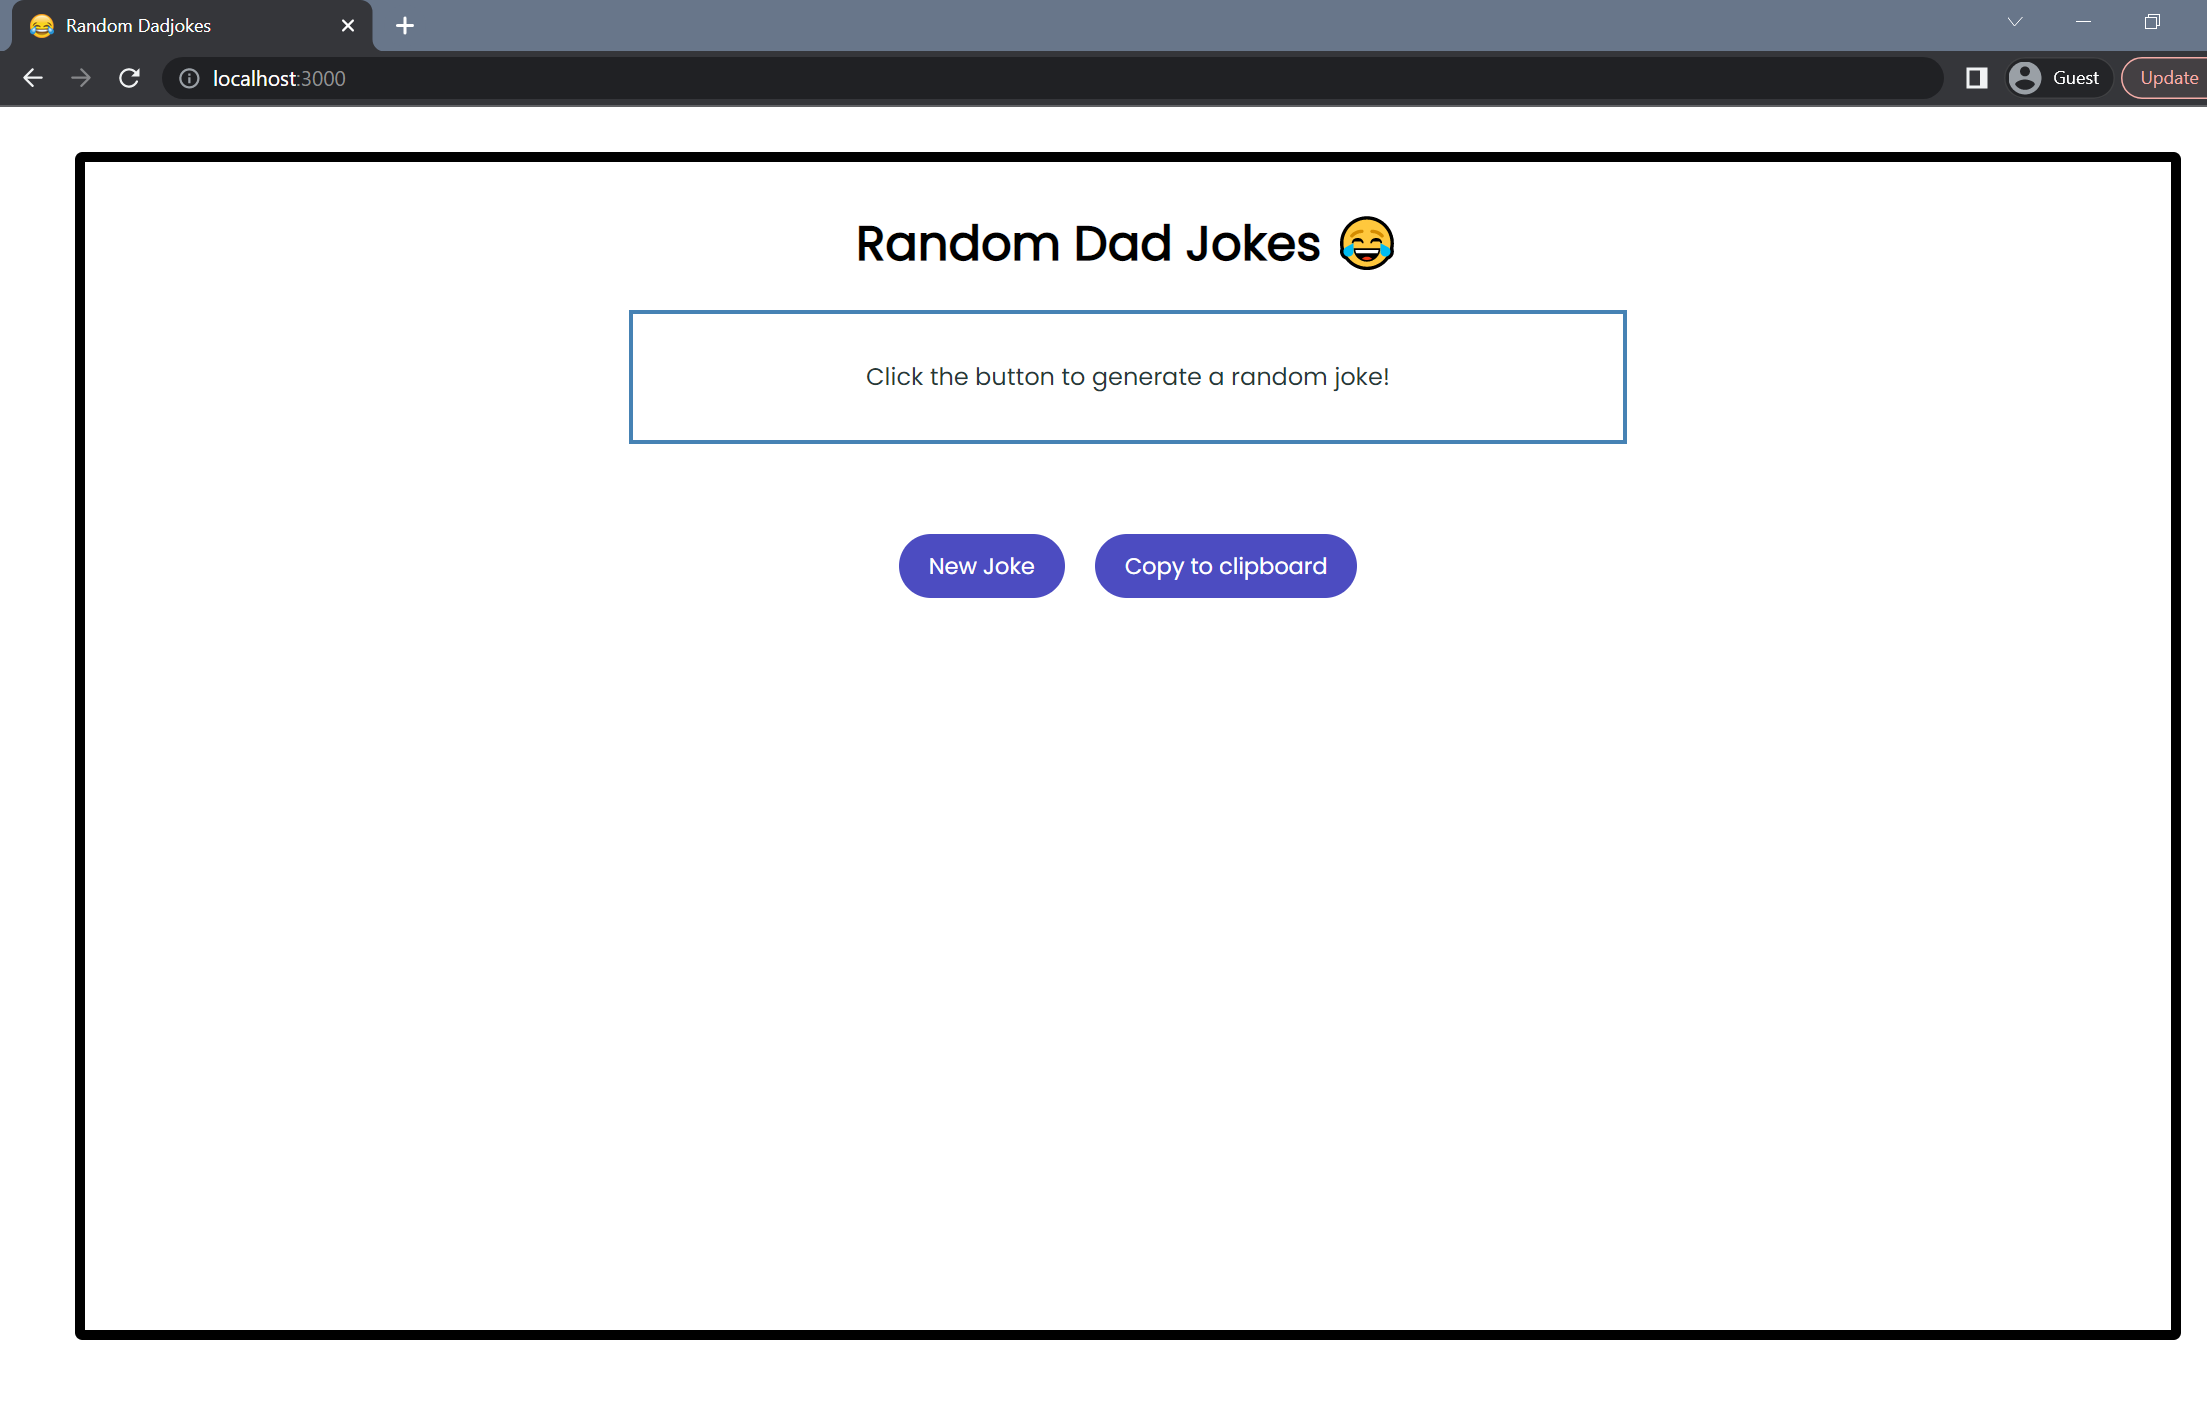 Random Dadjokes
localhost:3000
Guest
Update
Random Dad Jokes 😂
Click the button to generate a random joke!
New Joke
Copy to clipboard